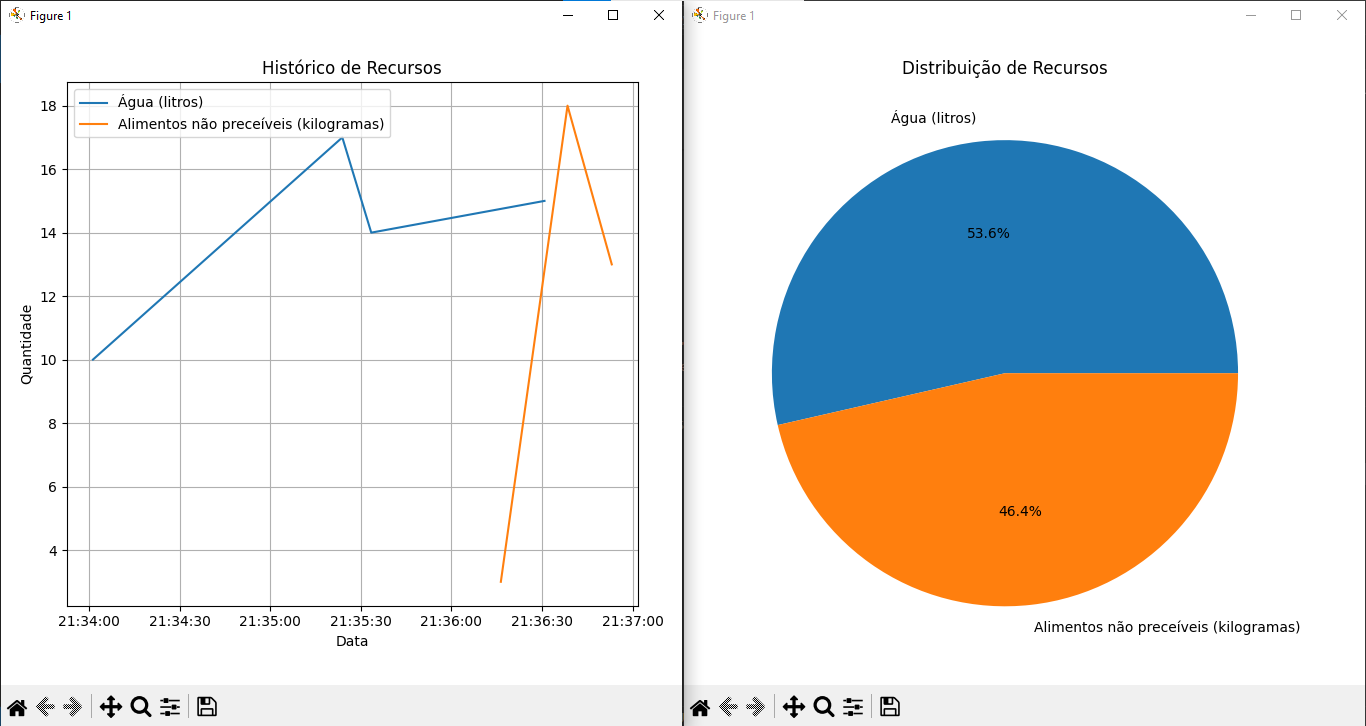 Figure 1
Histórico de Recursos
Água (litros)
Alimentos não preceíveis (kilogramas)
18
16
14
12
10
8
6
4
Quantidade
21:34:00 21:34:30 21:35:00 21:35:30 21:36:00 21:36:30 21:37:00
Data
Figure 1
Distribuição de Recursos
Água (litros)
53.6%
46.4%
Alimentos não preceíveis (kilogramas)